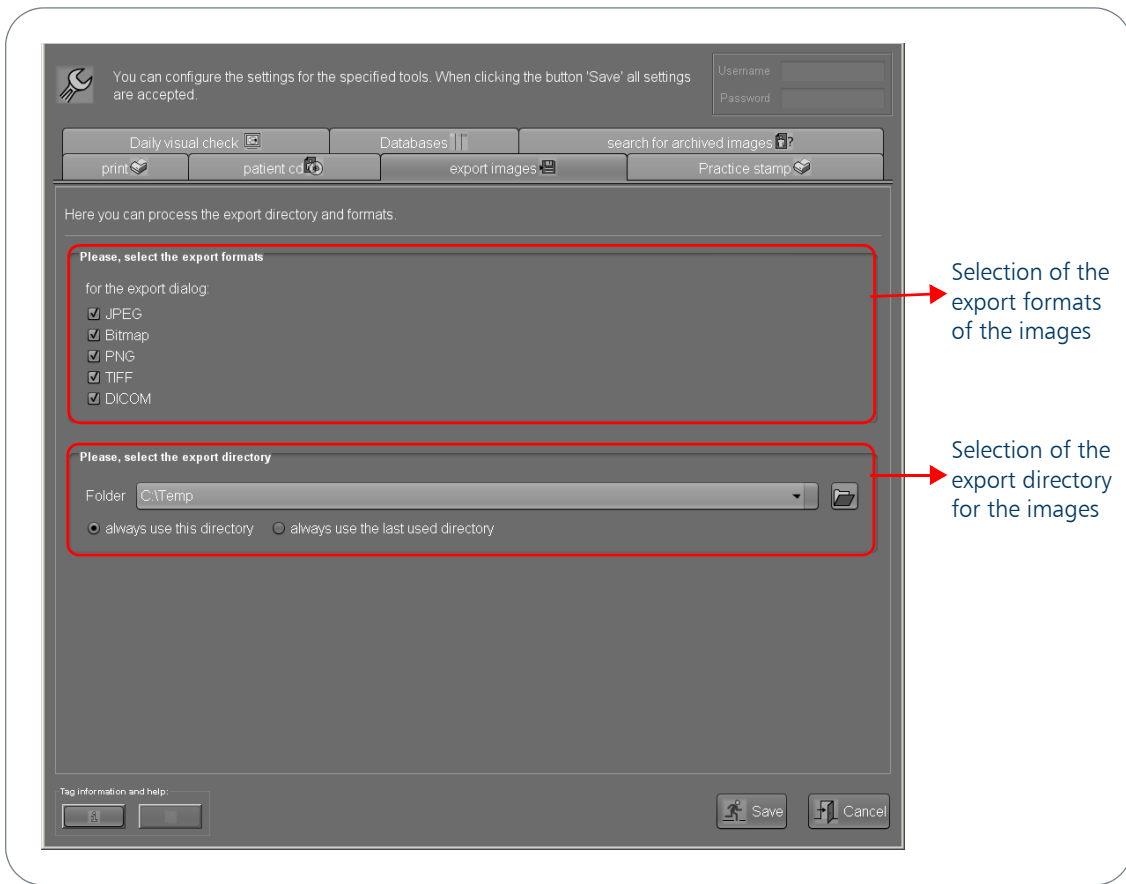 You can configure the settings for the specified tools. When clicking the button 'Save' all settings
are accepted.
Username
Password
Daily visual check
Databases
search for archived images
print
patient cd
export images
Practice stamp
Here you can process the export directory and formats.
Please, select the export formats
for the export dialog:
JPEG
Bitmap
PNG
TIFF
DICOM
Selection of the
export formats
of the images
Please, select the export directory
Folder C:\Temp
always use this directory always use the last used directory
Selection of the
export directory
for the images
Tag information and help:
i
Save
Cancel